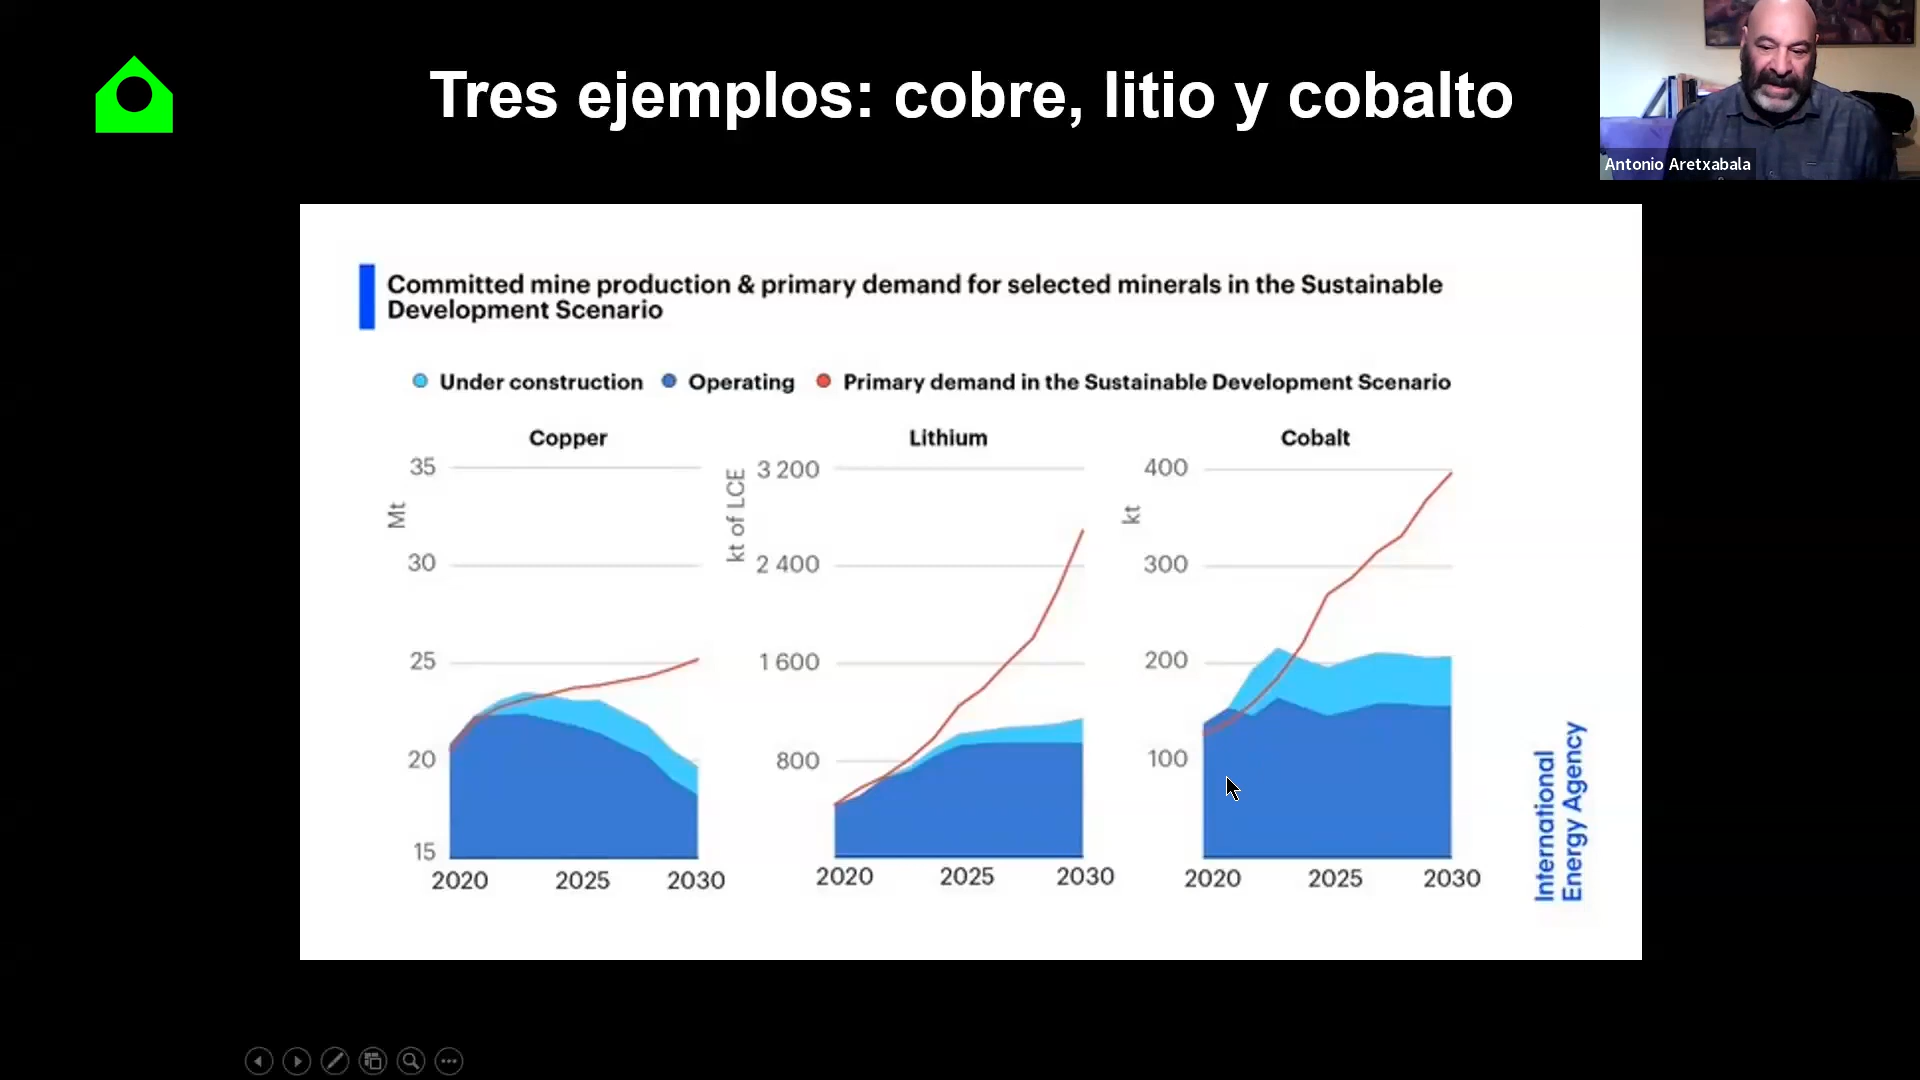 Tres ejemplos: cobre, litio y cobalto
Antonio Aretxabala
Committed mine production & primary demand for selected minerals in the Sustainable
Development Scenario
Under construction Operating Primary demand in the Sustainable Development Scenario
Copper
35
Mt
30
25
20
15
2020 2025 2030
Lithium
3 200
kt of LCE
2 400
1 600
800
2020 2025 2030
Cobalt
400
kt
300
200
100
2020 2025 2030
International
Energy Agency